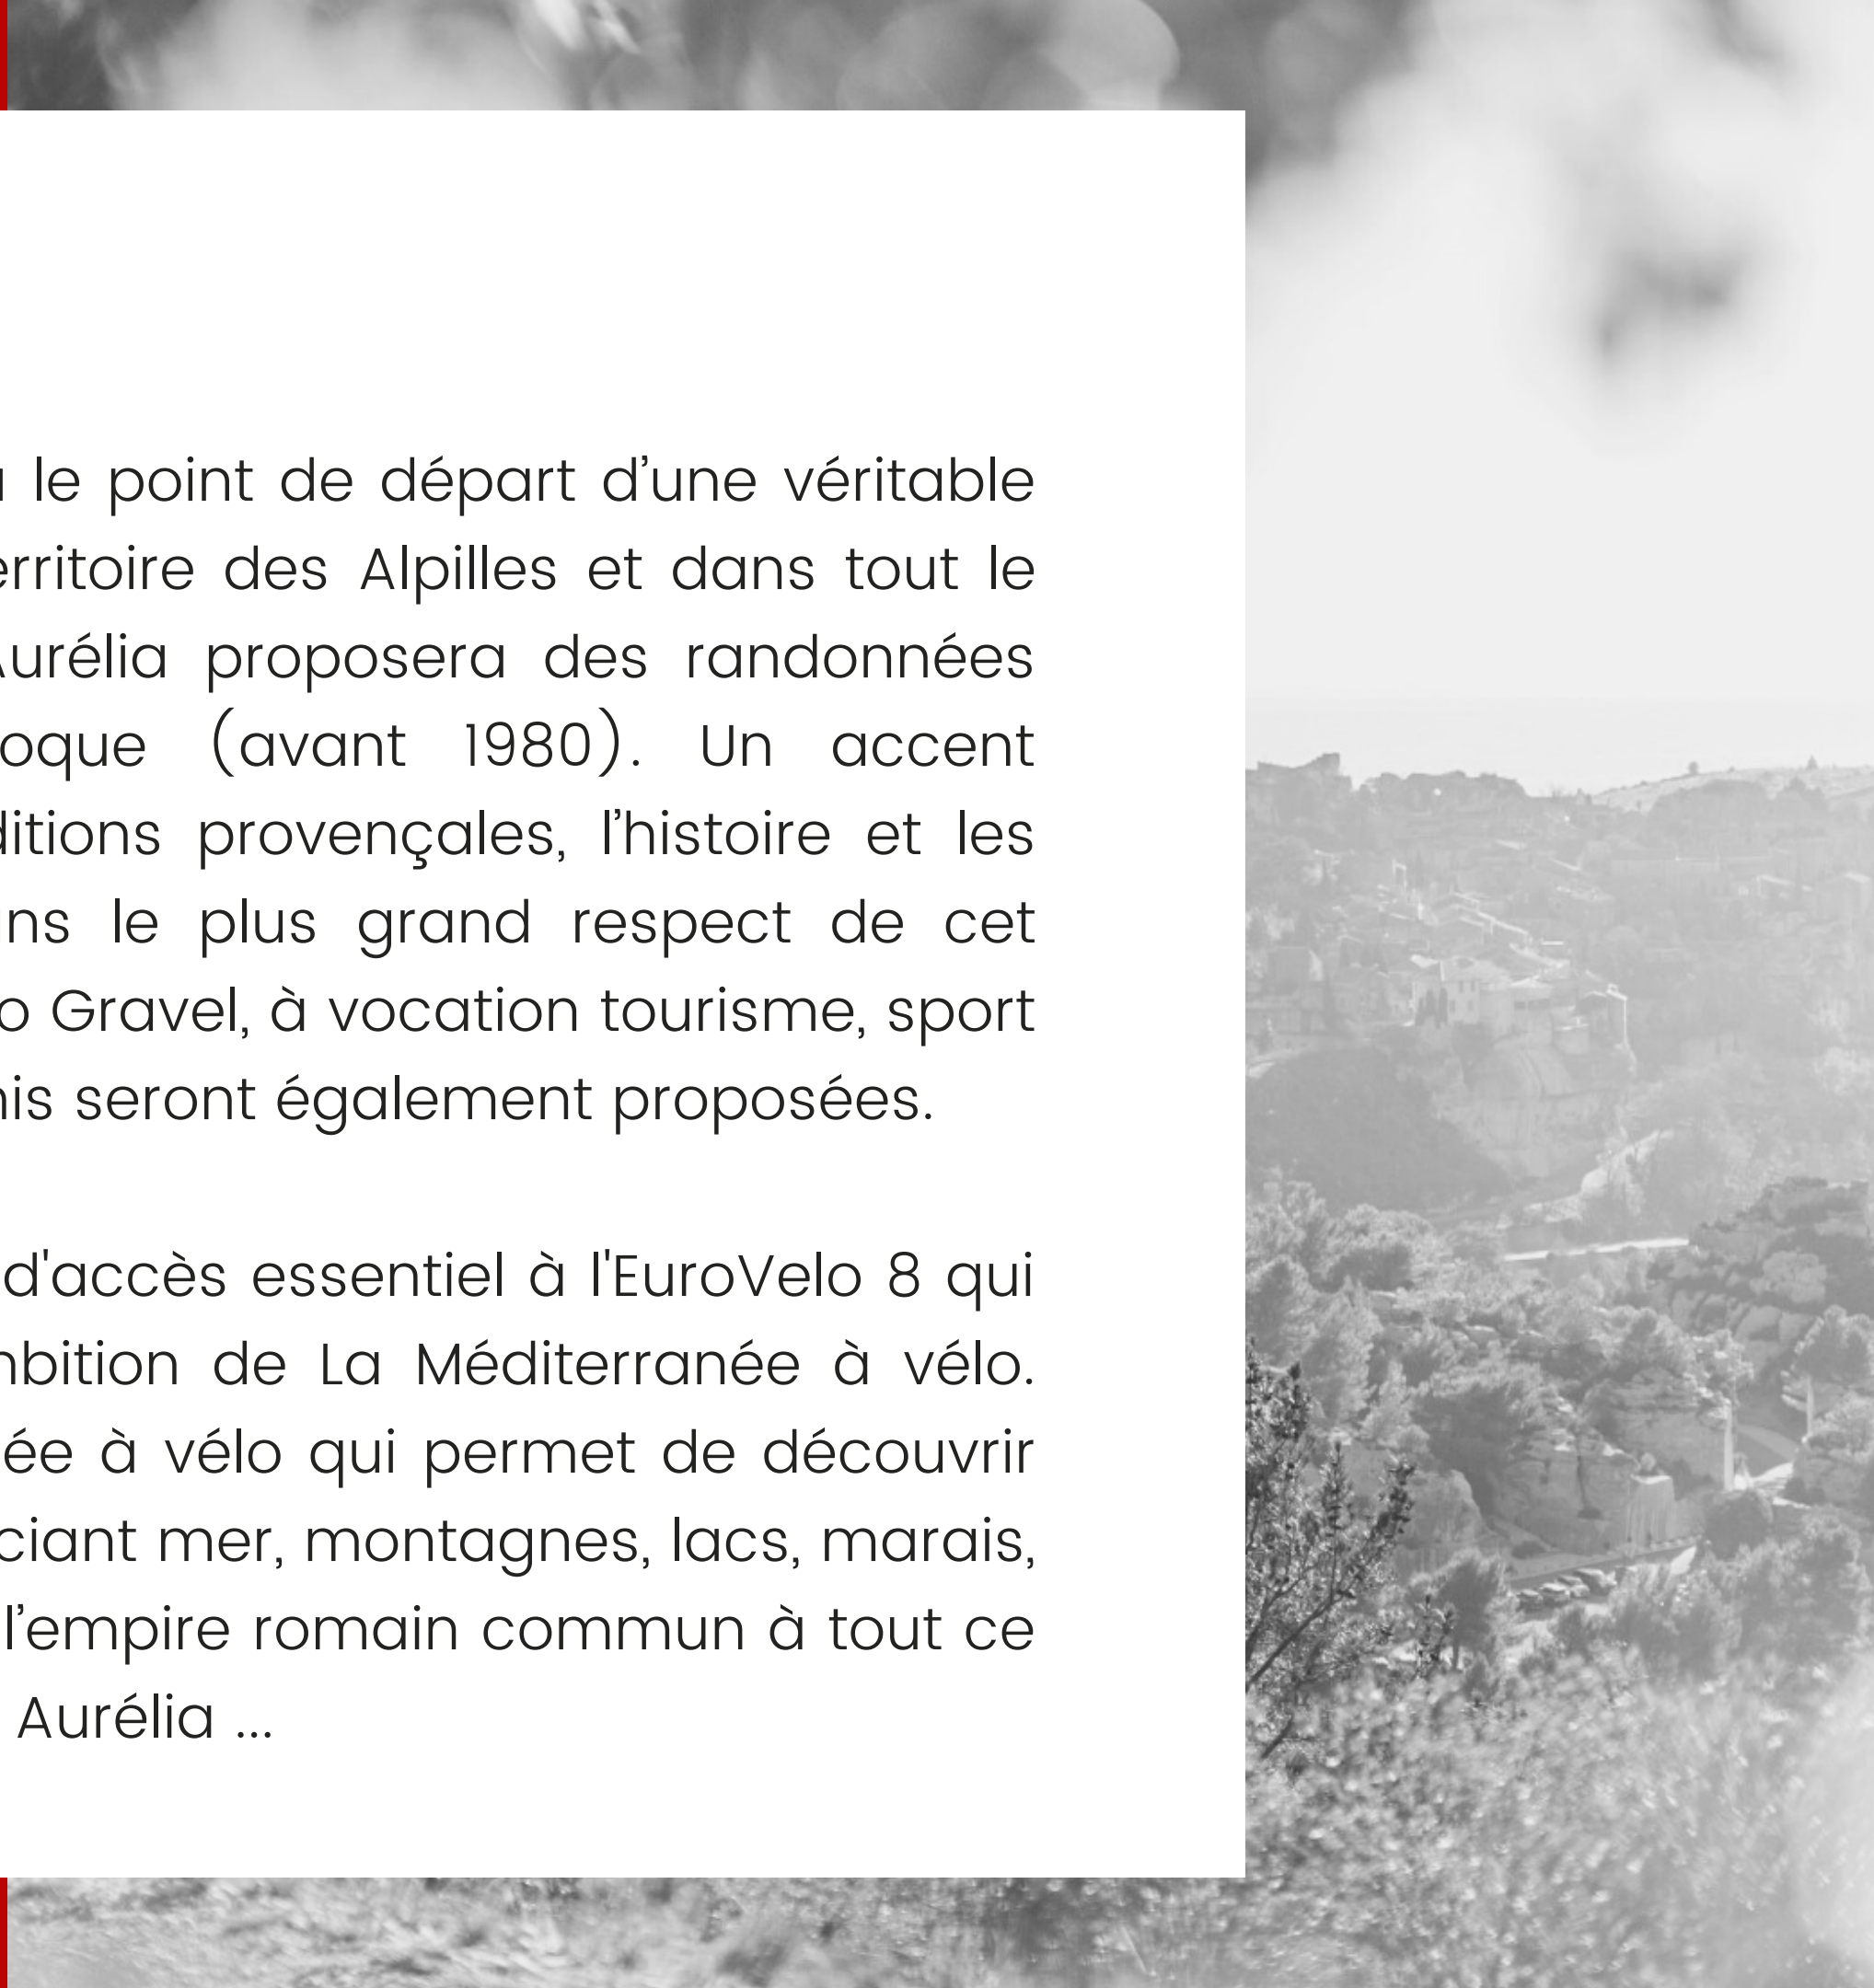 le point de départ d’une véritable
erritoire des Alpilles et dans tout le
Aurélia proposera des randonnées
oque (avant 1980). Un accent
ditions provençales, l’histoire et les
ns le plus grand respect de cet
o Gravel, à vocation tourisme, sport
nis seront également proposées.
d'accès essentiel à l'EuroVelo 8 qui
mbition de La Méditerranée à vélo.
ée à vélo qui permet de découvrir
ciant mer, montagnes, lacs, marais,
l’empire romain commun à tout ce
Aurélia ...